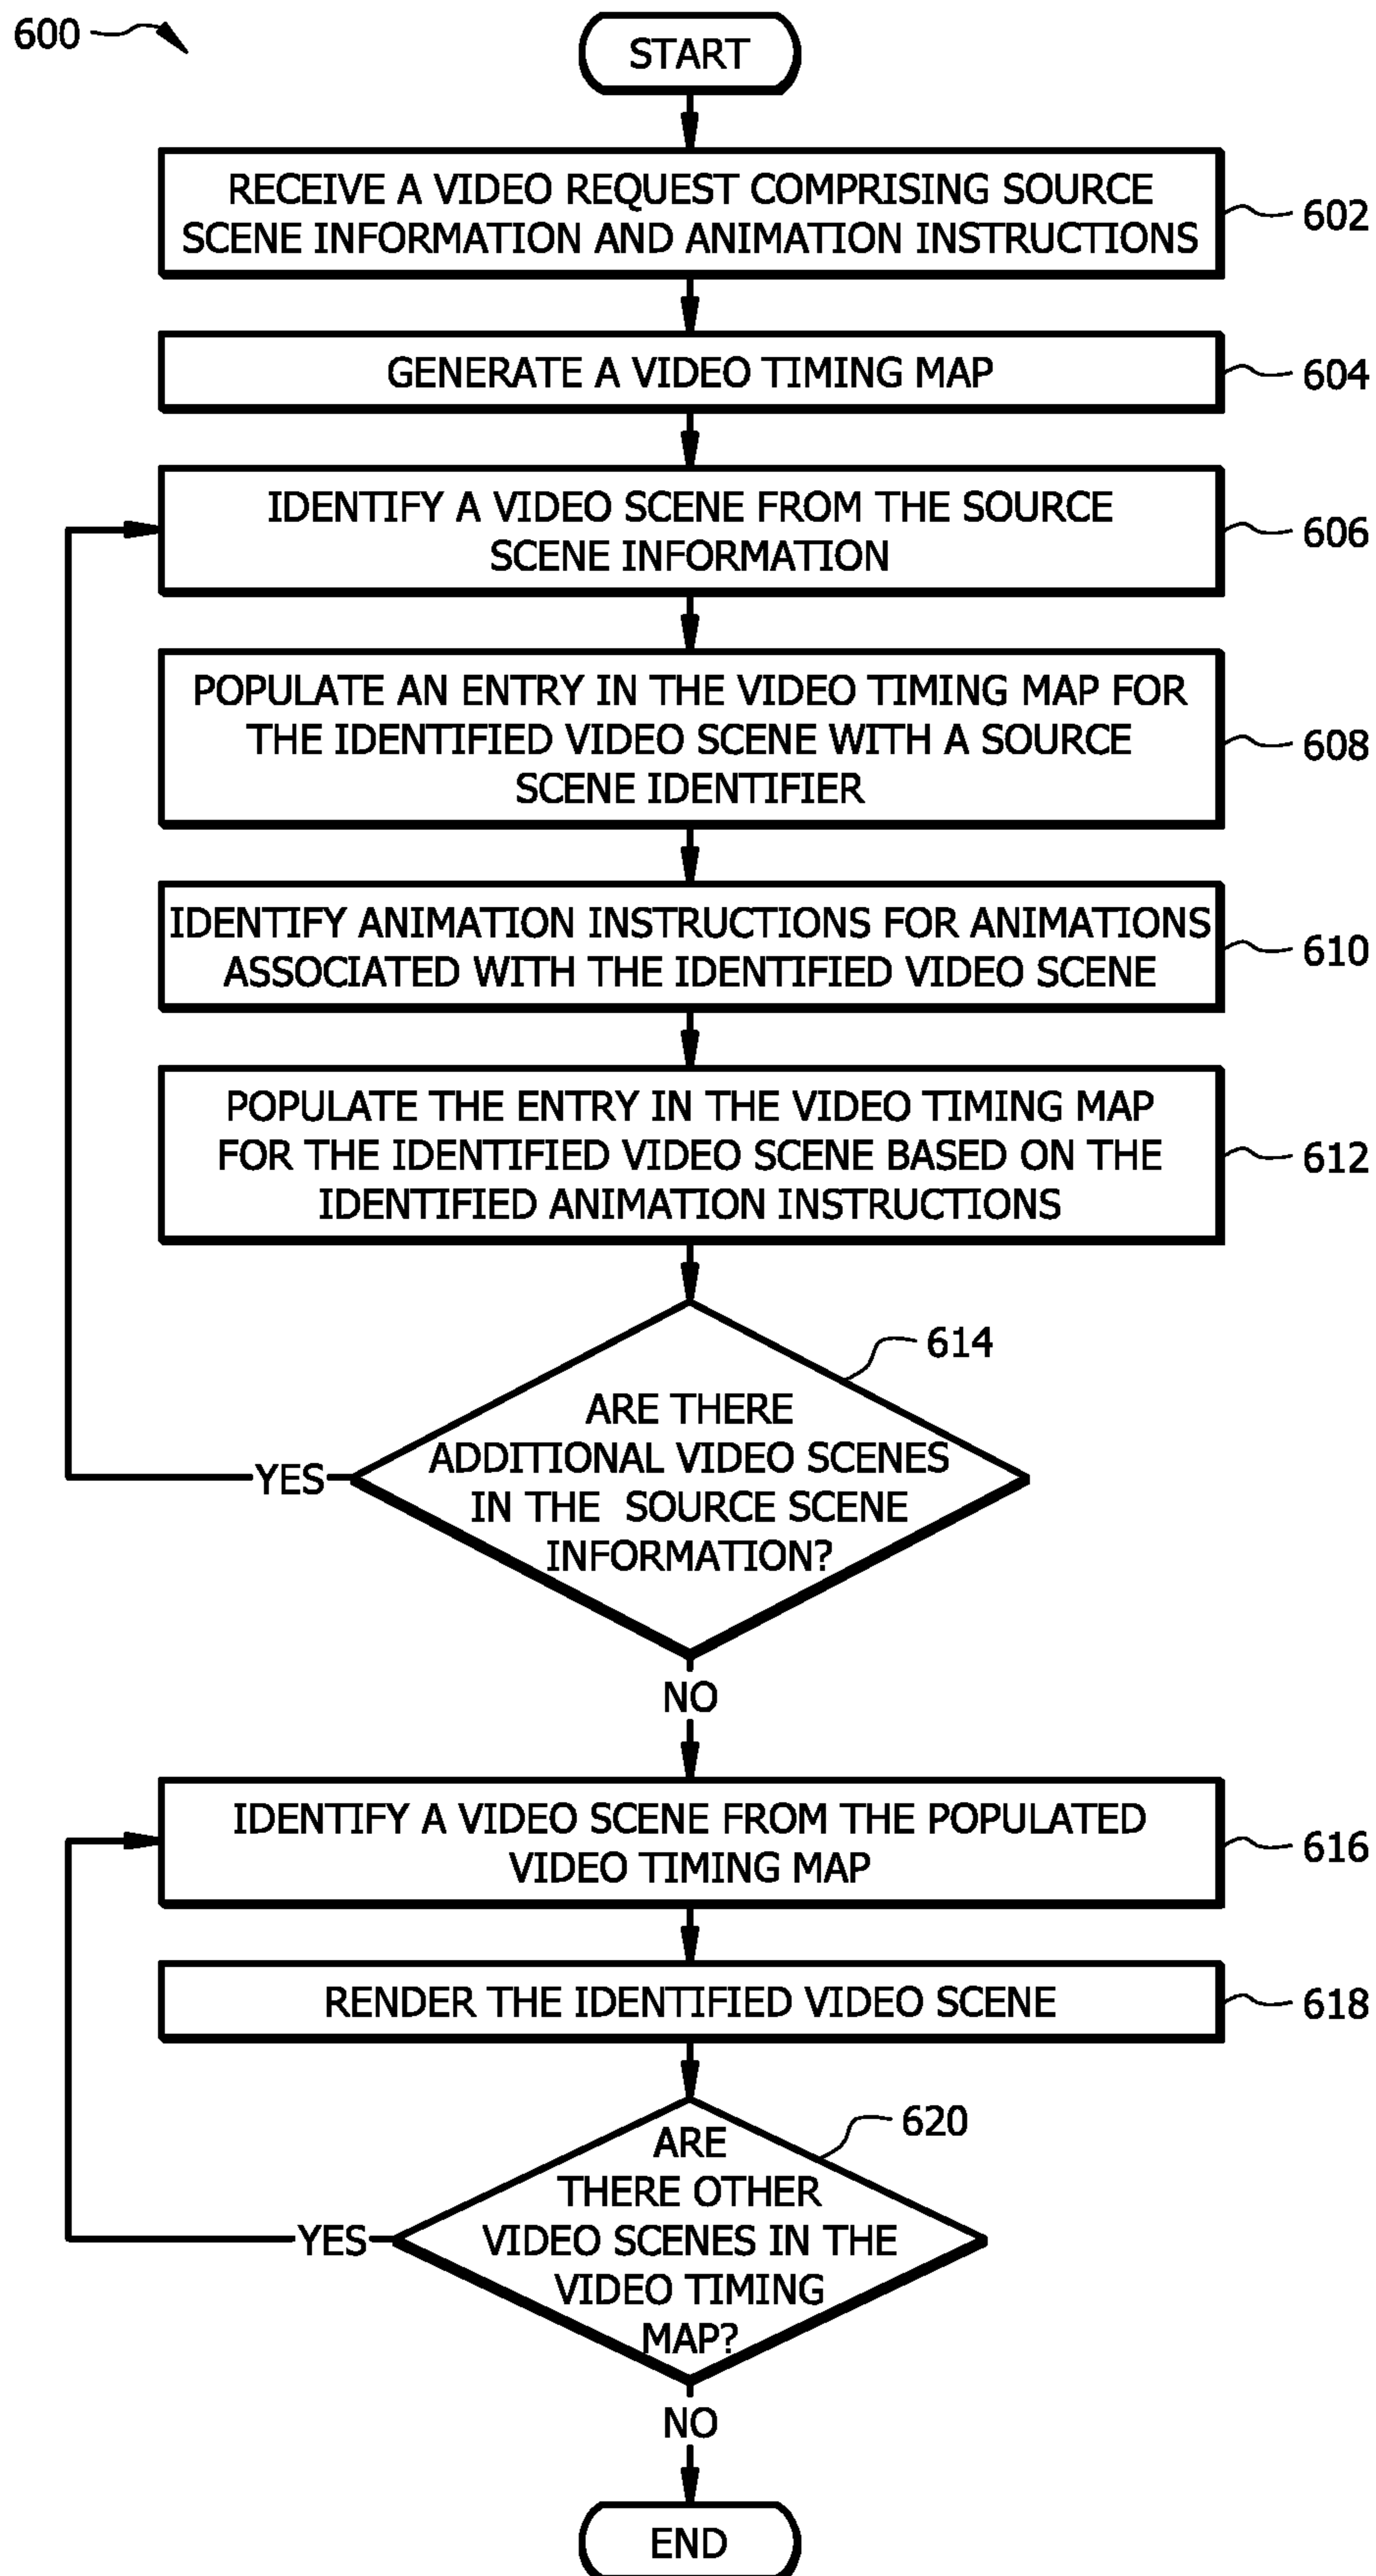 600
START
RECEIVE A VIDEO REQUEST COMPRISING SOURCE
SCENE INFORMATION AND ANIMATION INSTRUCTIONS
602
GENERATE A VIDEO TIMING MAP
604
IDENTIFY A VIDEO SCENE FROM THE SOURCE
SCENE INFORMATION
606
POPULATE AN ENTRY IN THE VIDEO TIMING MAP FOR
THE IDENTIFIED VIDEO SCENE WITH A SOURCE
SCENE IDENTIFIER
608
IDENTIFY ANIMATION INSTRUCTIONS FOR ANIMATIONS
ASSOCIATED WITH THE IDENTIFIED VIDEO SCENE
610
POPULATE THE ENTRY IN THE VIDEO TIMING MAP
FOR THE IDENTIFIED VIDEO SCENE BASED ON THE
IDENTIFIED ANIMATION INSTRUCTIONS
612
614
ARE THERE
ADDITIONAL VIDEO SCENES
IN THE SOURCE SCENE
INFORMATION?
YES
NO
IDENTIFY A VIDEO SCENE FROM THE POPULATED
VIDEO TIMING MAP
616
RENDER THE IDENTIFIED VIDEO SCENE
618
620
ARE
THERE OTHER
VIDEO SCENES IN THE
VIDEO TIMING
MAP?
YES
NO
END